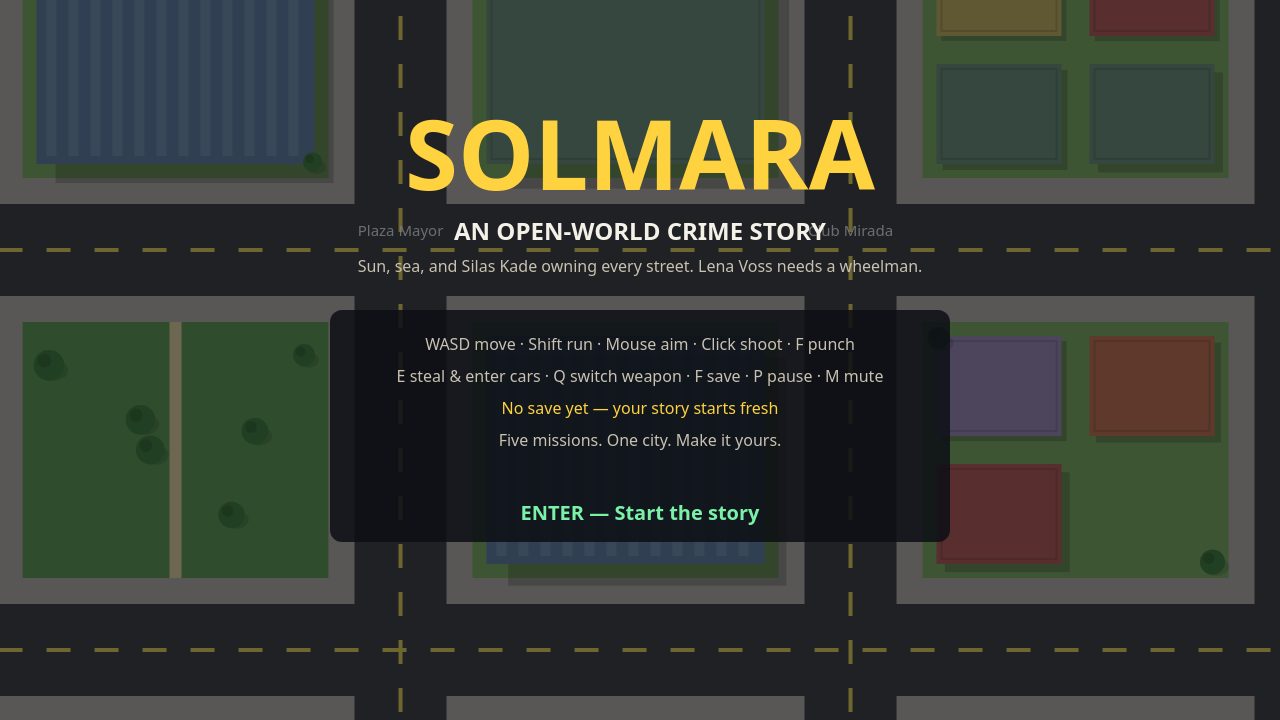 SOLMARA
Plaza Mayor
AN OPEN-WORLD CRIME STORY
Mirada
Sun, sea, and Silas Kade owning every street. Lena Voss needs a wheelman.
WASD move · Shift run · Mouse aim · Click shoot · F punch
E steal & enter cars · Q switch weapon · F save · P pause · M mute
No save yet — your story starts fresh
Five missions. One city. Make it yours.
ENTER — Start the story